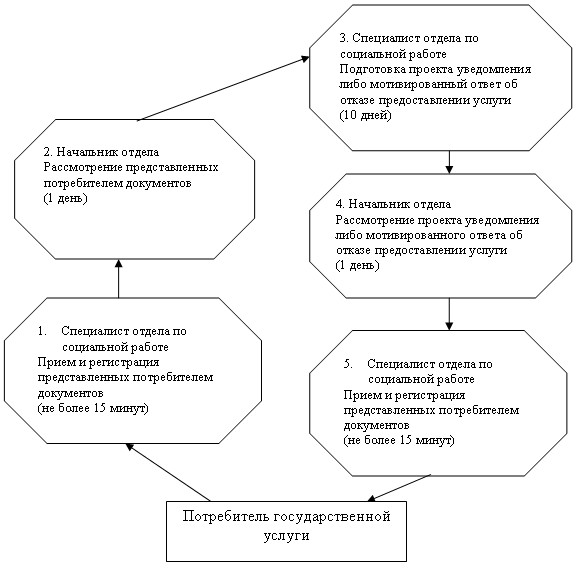 3. Специалист отдела по
социальной работе
Подготовка проекта уведомления
либо мотивированный ответ об
отказе предоставлении услуги
(10 дней)
2. Начальник отдела
Рассмотрение представленных
потребителем документов
(1 день)
4. Начальник отдела
Рассмотрение проекта уведомления
либо мотивированного ответа об
отказе предоставлении услуги
(1 день)
1. Специалист отдела по
социальной работе
Прием и регистрация
представленных потребителем
документов
(не более 15 минут)
5. Специалист отдела по
социальной работе
Прием и регистрация
представленных потребителем
документов
(не более 15 минут)
Потребитель государственной
услуги